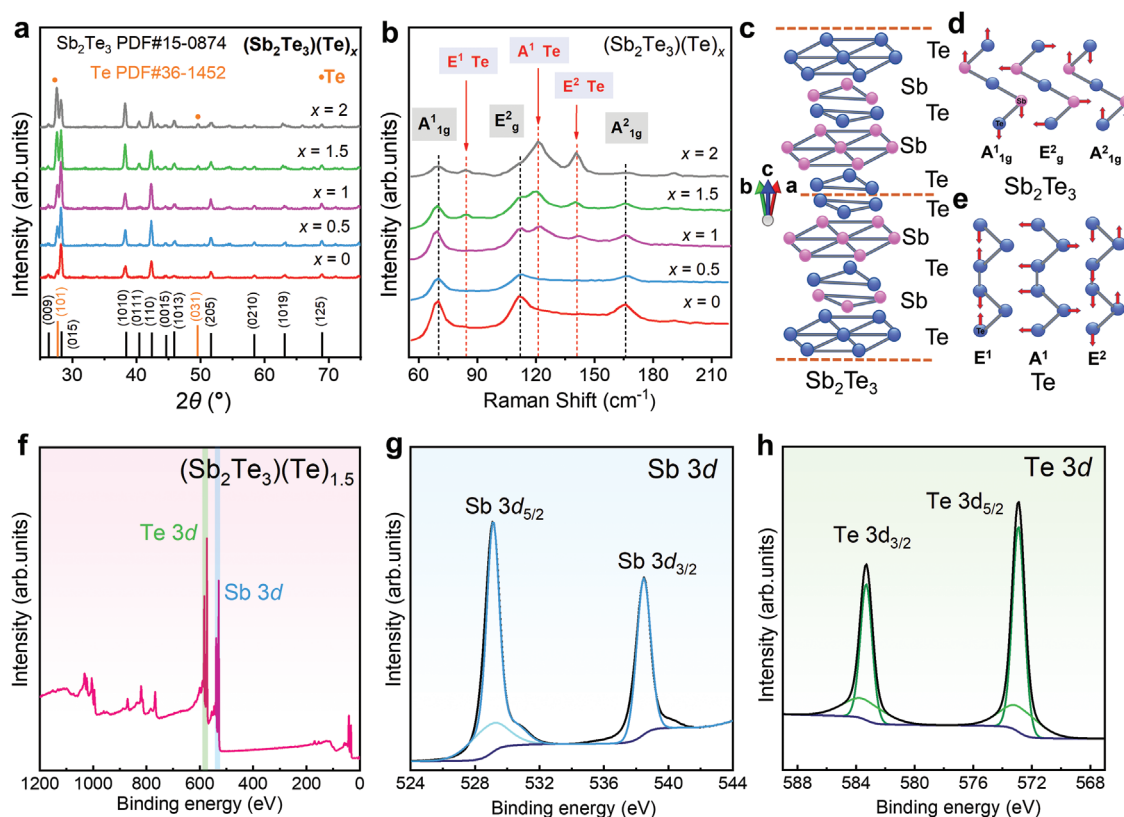 a
Sb₂Te₃ PDF#15-0874
(Sb₂Te₃)(Te)ₓ
Te PDF#36-1452
•Te
x = 2
x = 1.5
x = 1
x = 0.5
x = 0
(009)
(101)
(015)
(1010)
(0111)
(110)
(0015)
(1013)
(031)
(205)
(0210)
(1019)
(125)
30
40
50
60
70
2θ (°)
Intensity (arb.units)
b
(Sb₂Te₃)(Te)ₓ
E¹ Te
A¹ Te
E² Te
A¹₁g
E²g
A²₁g
x = 2
x = 1.5
x = 1
x = 0.5
x = 0
60
90
120
150
180
210
Raman Shift (cm⁻¹)
Intensity (arb.units)
c
Te
Sb
Te
Sb
Te
Te
Sb
Te
Sb
Te
c
b
a
Sb₂Te₃
d
Sb
Te
A¹₁g
E²g
A²₁g
Sb₂Te₃
e
Te
E¹
A¹
E²
Te
f
(Sb₂Te₃)(Te)₁.₅
Te 3d
Sb 3d
1200
1000
800
600
400
200
0
Binding energy (eV)
Intensity (arb.units)
g
Sb 3d
Sb 3d₅/₂
Sb 3d₃/₂
524
528
532
536
540
544
Binding energy (eV)
Intensity (arb.units)
h
Te 3d
Te 3d₅/₂
Te 3d₃/₂
588
583
578
572
567
Binding energy (eV)
Intensity (arb.units)